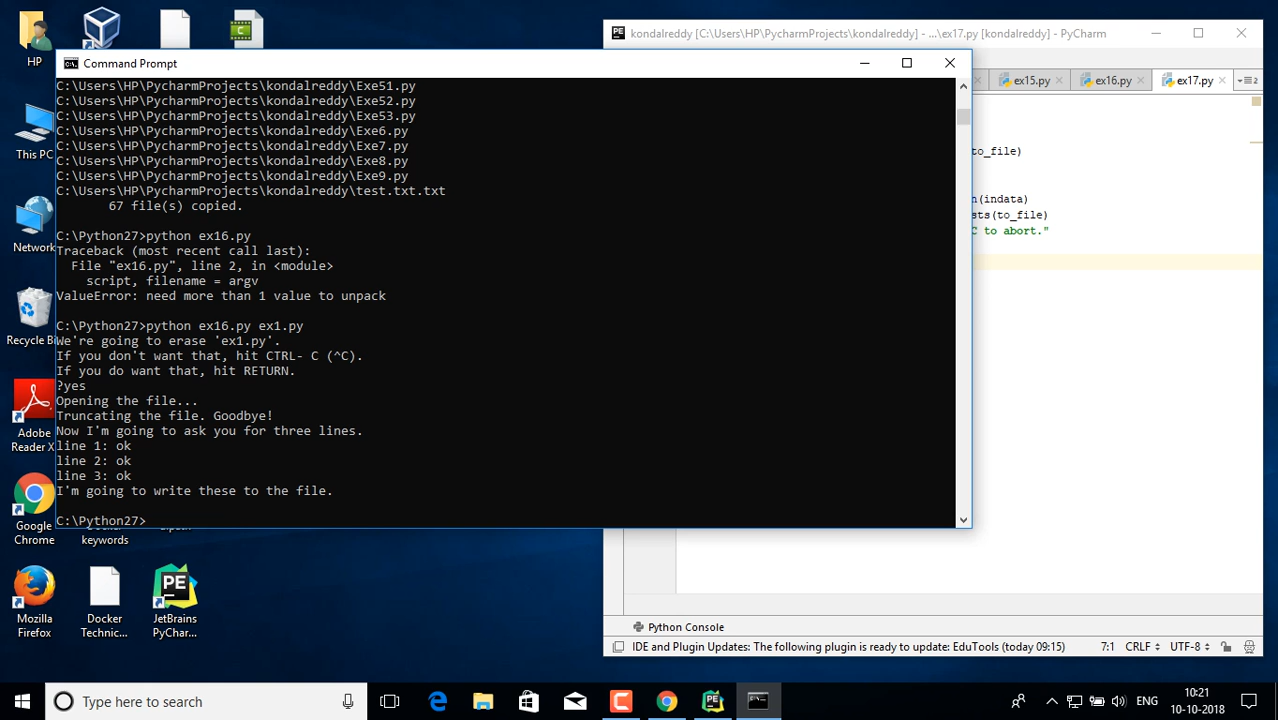 HP
This PC
Network
Recycle Bi
Adobe
Reader X
Google
Chrome
keywords
Mozilla
Firefox
Docker
Technic...
JetBrains
PyChar...
Command Prompt
C:\Users\HP\PycharmProjects\kondalreddy\Exe51.py
C:\Users\HP\PycharmProjects\kondalreddy\Exe52.py
C:\Users\HP\PycharmProjects\kondalreddy\Exe53.py
C:\Users\HP\PycharmProjects\kondalreddy\Exe6.py
C:\Users\HP\PycharmProjects\kondalreddy\Exe7.py
C:\Users\HP\PycharmProjects\kondalreddy\Exe8.py
C:\Users\HP\PycharmProjects\kondalreddy\Exe9.py
C:\Users\HP\PycharmProjects\kondalreddy\test.txt.txt
67 file(s) copied.
C:\Python27>python ex16.py
Traceback (most recent call last):
File "ex16.py", line 2, in <module>
script, filename = argv
ValueError: need more than 1 value to unpack
C:\Python27>python ex16.py ex1.py
We're going to erase 'ex1.py'.
If you don't want that, hit CTRL- C (^C).
If you do want that, hit RETURN.
?yes
Opening the file...
Truncating the file. Goodbye!
Now I'm going to ask you for three lines.
line 1: ok
line 2: ok
line 3: ok
I'm going to write these to the file.
C:\Python27>
kondalreddy [C:\Users\HP\PycharmProjects\kondalreddy] - ...\ex17.py [kondalreddy] - PyCharm
ex15.py
ex16.py
ex17.py
2
to_file)
n(indata)
sts(to_file)
C to abort."
Python Console
IDE and Plugin Updates: The following plugin is ready to update: EduTools (today 09:15)
7:1 CRLF UTF-8
Type here to search
ENG
10:21
10-10-2018